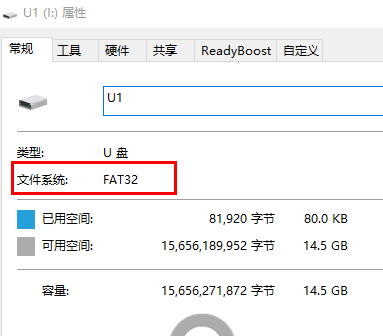 U1 (I:) 属性
常规 工具 硬件 共享 ReadyBoost 自定义
U1
类型: U 盘
文件系统: FAT32
已用空间: 81,920 字节 80.0 KB
可用空间: 15,656,189,952 字节 14.5 GB
容量: 15,656,271,872 字节 14.5 GB